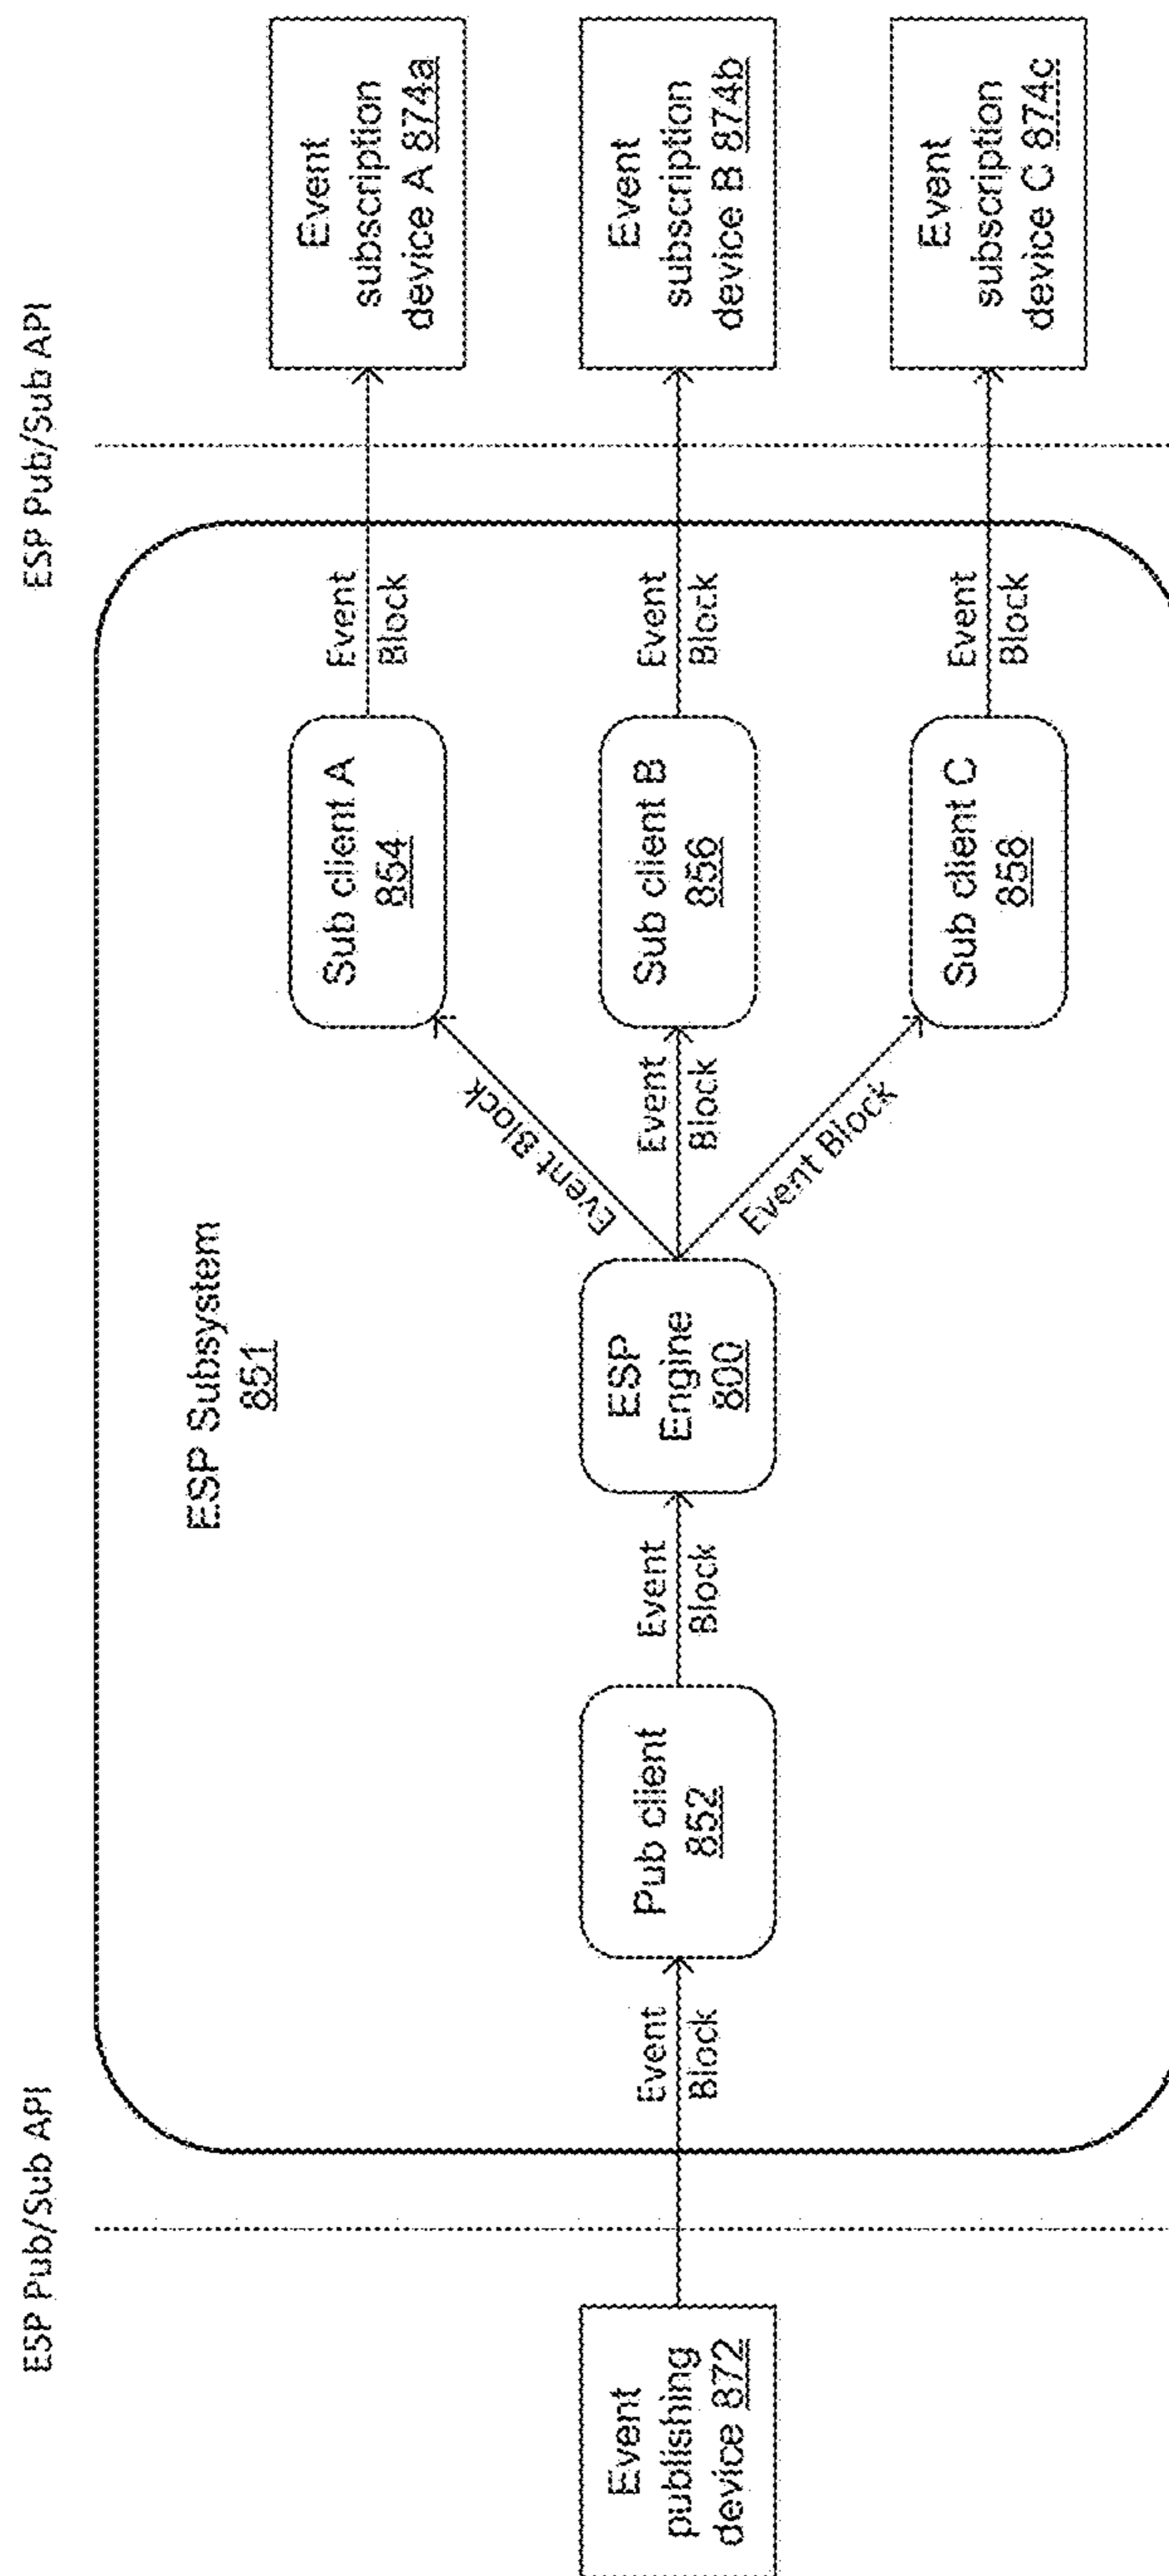 ESP Pub/Sub API
ESP Pub/Sub API
ESP Subsystem
851
Event
publishing
device 872
Event
Block
Pub client
852
Event
Block
ESP
Engine
800
Event Block
Event
Block
Event Block
Sub client A
854
Sub client B
856
Sub client C
858
Event
Block
Event
Block
Event
Block
Event
subscription
device A 874a
Event
subscription
device B 874b
Event
subscription
device C 874c